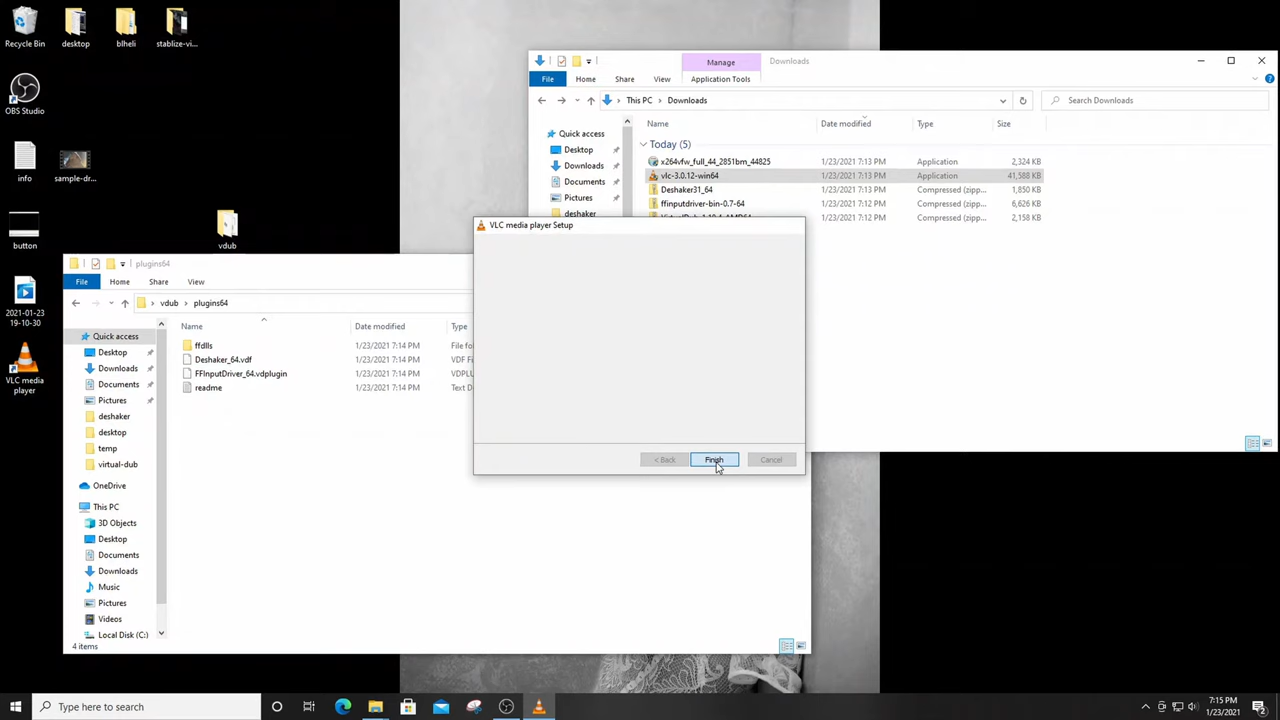 Recycle Bin
desktop
blheli
stablize-vi...
OBS Studio
info
sample-dr...
button
vdub
2021-01-23
19-10-30
VLC media
player
Manage
Downloads
File
Home
Share
View
Application Tools
This PC
Downloads
Search Downloads
Quick access
Desktop
Downloads
Documents
Pictures
deshaker
Name
Date modified
Type
Size
Today (5)
x264vfw_full_44_2851bm_44825
1/23/2021 7:13 PM
Application
2,324 KB
vlc-3.0.12-win64
1/23/2021 7:13 PM
Application
41,588 KB
Deshaker31_64
1/23/2021 7:13 PM
Compressed (zipp...
1,850 KB
ffinputdriver-bin-0.7-64
1/23/2021 7:12 PM
Compressed (zipp...
6,626 KB
1/23/2021 7:12 PM
Compressed (zipp...
2,158 KB
VLC media player Setup
< Back
Finish
Cancel
plugins64
File
Home
Share
View
vdub
plugins64
Quick access
Desktop
Downloads
Documents
Pictures
deshaker
desktop
temp
virtual-dub
OneDrive
This PC
3D Objects
Desktop
Documents
Downloads
Music
Pictures
Videos
Local Disk (C:)
Name
Date modified
Type
ffdlls
1/23/2021 7:14 PM
File fo
Deshaker_64.vdf
1/23/2021 7:14 PM
VDF Fi
FFInputDriver_64.vdplugin
1/23/2021 7:14 PM
VDPLU
readme
1/23/2021 7:14 PM
Text D
4 items
Type here to search
7:15 PM
1/23/2021
2